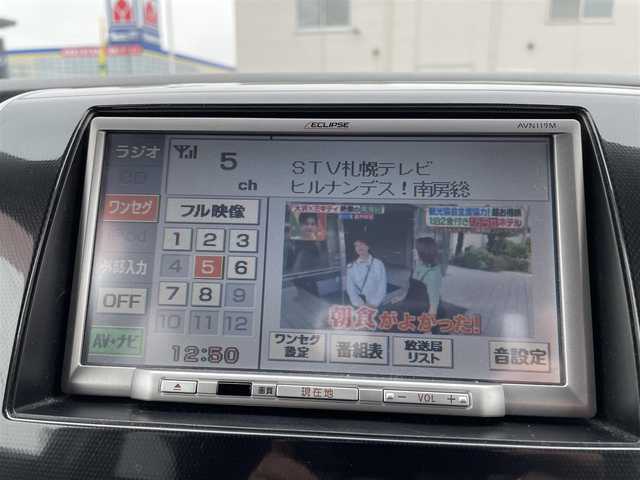 ECLIPSE
AVN119M
ラジオ
CD
ワンセグ
外部入力
OFF
AV・ナビ
5
ch
STV札幌テレビ
ヒルナンデス!南房総
フル映像
1 2 3
4 5 6
7 8 9
10 11 12
12:50
朝食がよかった!
ワンセグ
設定
番組表
放送局
リスト
音設定
画質
現在地
− VOL +